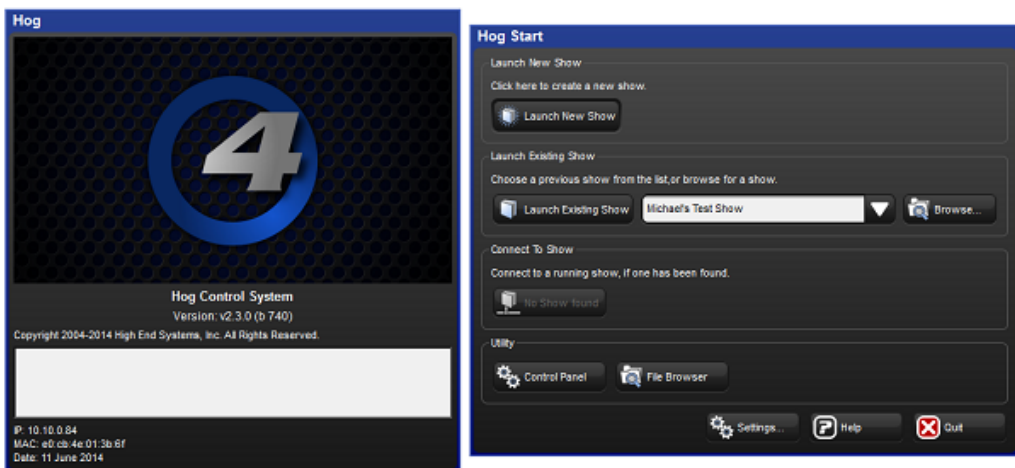 Hog
4
Hog Control System
Version: v2.3.0 (b 740)
Copyright 2004-2014 High End Systems, Inc. All Rights Reserved.
IP: 10.10.0.84
MAC: e0:cb:4e:01:3b:6f
Date: 11 June 2014
Hog Start
Launch New Show
Click here to create a new show.
Launch New Show
Launch Existing Show
Choose a previous show from the list,or browse for a show.
Launch Existing Show Michael's Test Show Browse...
Connect To Show
Connect to a running show, if one has been found.
No Show found
Utility
Control Panel File Browser
Settings... Help Quit